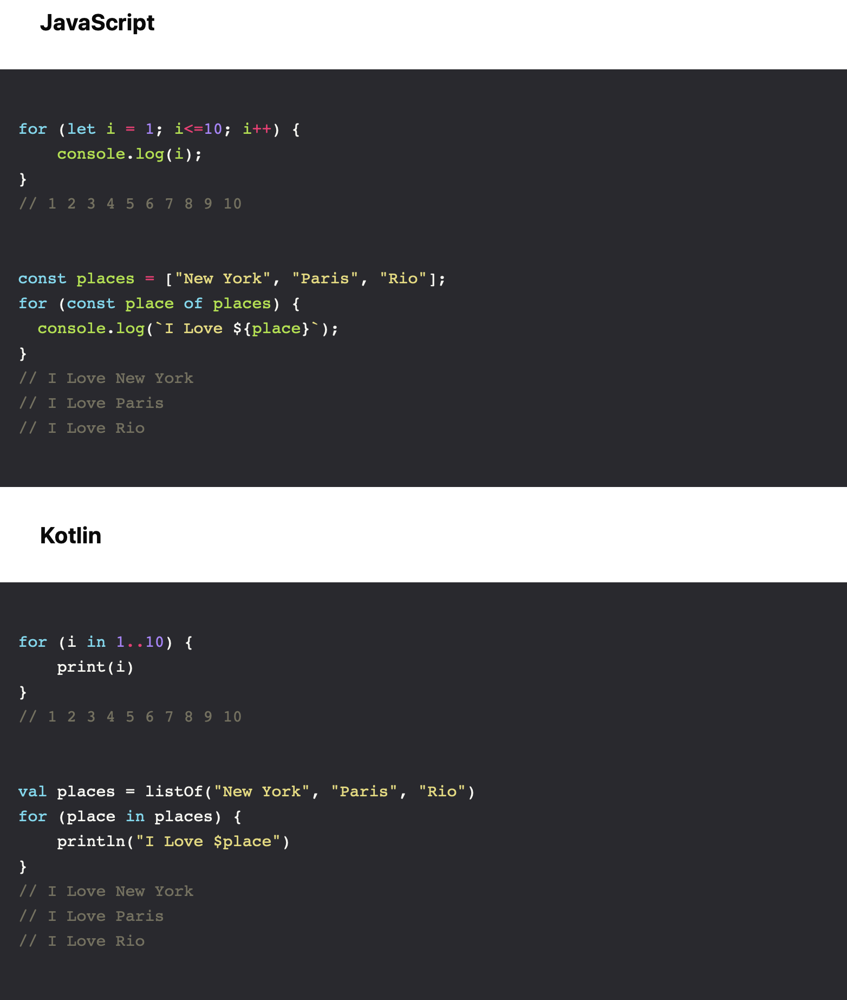 JavaScript
for (let i = 1; i<=10; i++) {
    console.log(i);
}
// 1 2 3 4 5 6 7 8 9 10
const places = ["New York", "Paris", "Rio"];
for (const place of places) {
  console.log(`I Love ${place}`);
}
// I Love New York
// I Love Paris
// I Love Rio
Kotlin
for (i in 1..10) {
    print(i)
}
// 1 2 3 4 5 6 7 8 9 10
val places = listOf("New York", "Paris", "Rio")
for (place in places) {
    println("I Love $place")
}
// I Love New York
// I Love Paris
// I Love Rio